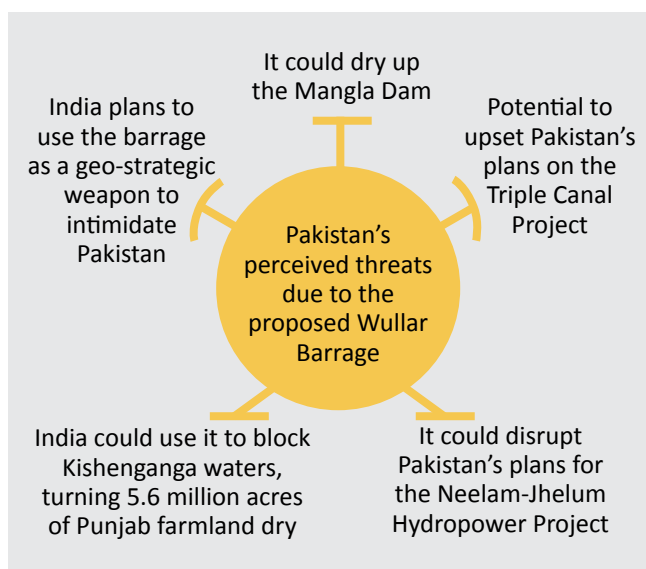 It could dry up
the Mangla Dam
India plans to
use the barrage
as a geo-strategic
weapon to
intimidate
Pakistan
Potential to
upset Pakistan's
plans on the
Triple Canal
Project
Pakistan's
perceived threats
due to the
proposed Wullar
Barrage
India could use it to block
Kishenganga waters,
turning 5.6 million acres
of Punjab farmland dry
It could disrupt
Pakistan's plans for
the Neelam-Jhelum
Hydropower Project